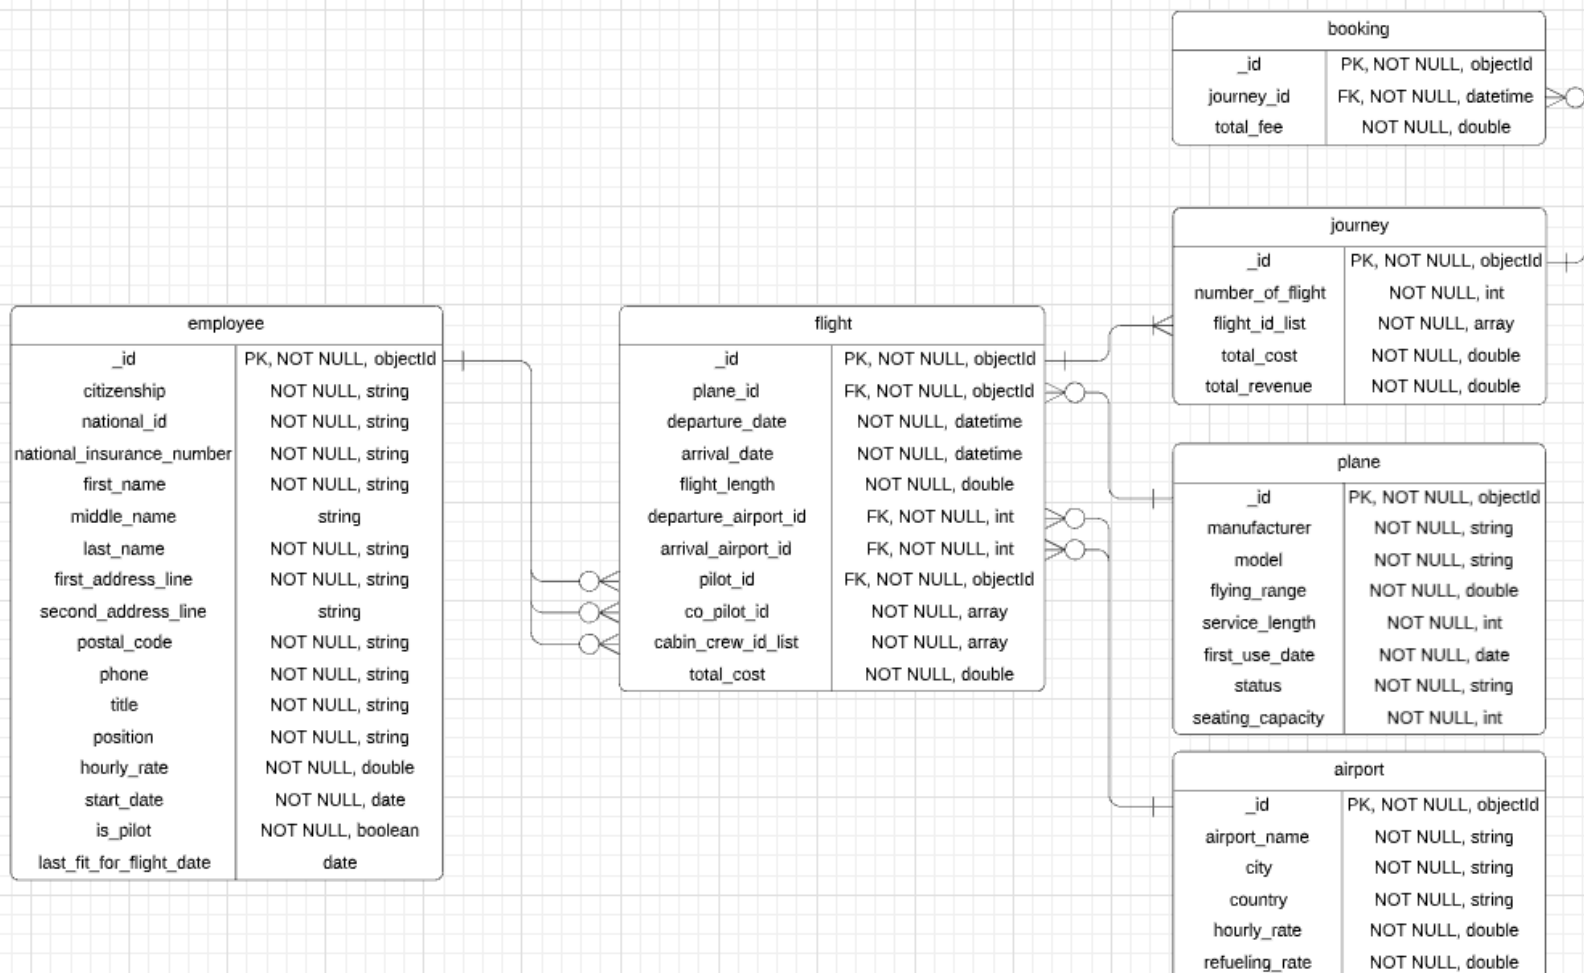 booking
_id PK, NOT NULL, objectId
journey_id FK, NOT NULL, datetime
total_fee NOT NULL, double
journey
_id PK, NOT NULL, objectId
number_of_flight NOT NULL, int
flight_id_list NOT NULL, array
total_cost NOT NULL, double
total_revenue NOT NULL, double
employee
_id PK, NOT NULL, objectId
citizenship NOT NULL, string
national_id NOT NULL, string
national_insurance_number NOT NULL, string
first_name NOT NULL, string
middle_name string
last_name NOT NULL, string
first_address_line NOT NULL, string
second_address_line string
postal_code NOT NULL, string
phone NOT NULL, string
title NOT NULL, string
position NOT NULL, string
hourly_rate NOT NULL, double
start_date NOT NULL, date
is_pilot NOT NULL, boolean
last_fit_for_flight_date date
flight
_id PK, NOT NULL, objectId
plane_id FK, NOT NULL, objectId
departure_date NOT NULL, datetime
arrival_date NOT NULL, datetime
flight_length NOT NULL, double
departure_airport_id FK, NOT NULL, int
arrival_airport_id FK, NOT NULL, int
pilot_id FK, NOT NULL, objectId
co_pilot_id NOT NULL, array
cabin_crew_id_list NOT NULL, array
total_cost NOT NULL, double
plane
_id PK, NOT NULL, objectId
manufacturer NOT NULL, string
model NOT NULL, string
flying_range NOT NULL, double
service_length NOT NULL, int
first_use_date NOT NULL, date
status NOT NULL, string
seating_capacity NOT NULL, int
airport
_id PK, NOT NULL, objectId
airport_name NOT NULL, string
city NOT NULL, string
country NOT NULL, string
hourly_rate NOT NULL, double
refueling_rate NOT NULL, double